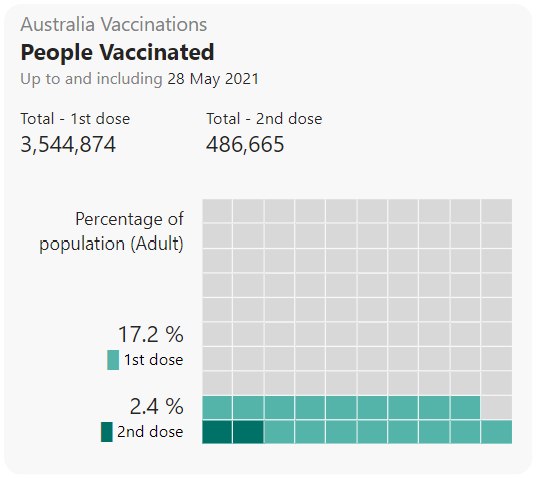 Australia Vaccinations
People Vaccinated
Up to and including 28 May 2021
Total - 1st dose
3,544,874
Total - 2nd dose
486,665
Percentage of
population (Adult)
17.2 %
1st dose
2.4 %
2nd dose